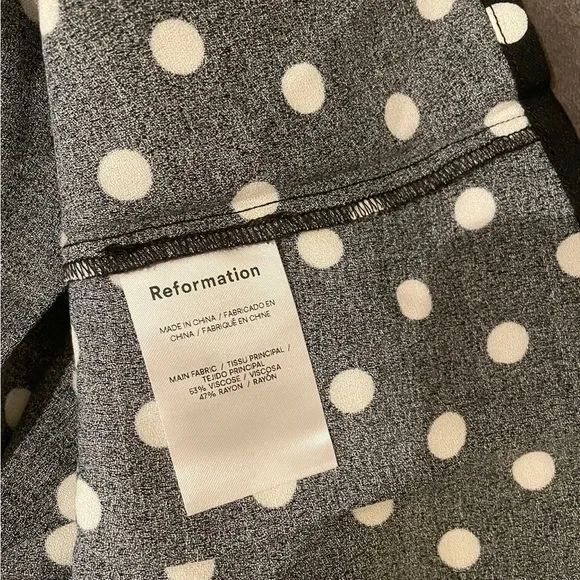 Reformation
MADE IN CHINA / FABRICADO EN
CHINA / FABRIQUÉ EN CHINE
MAIN FABRIC / TISSU PRINCIPAL /
TEJIDO PRINCIPAL
53% VISCOSE / VISCOSA
47% RAYON / RAYÓN